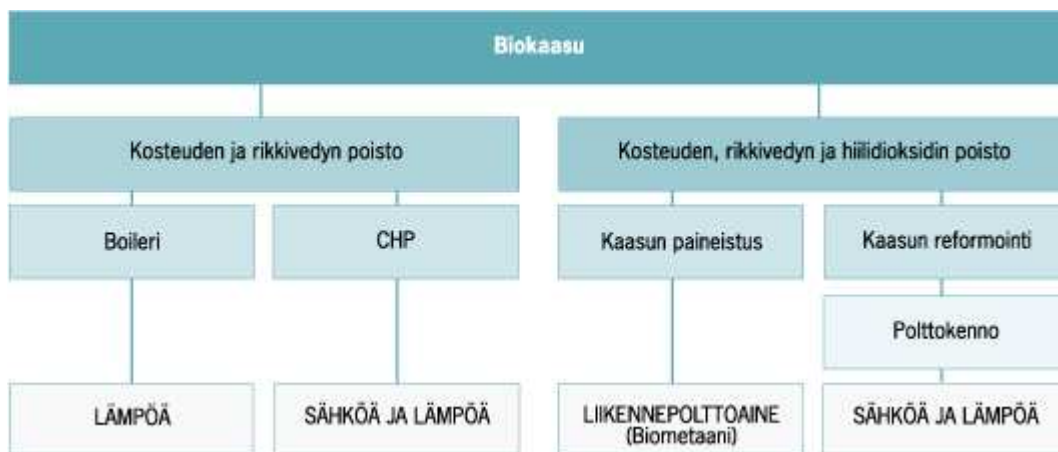 Biokaasu
Kosteuden ja rikkivedyn poisto
Kosteuden, rikkivedyn ja hiilidioksidin poisto
Boileri
CHP
Kaasun paineistus
Kaasun reformointi
Polttokenno
LÄMPÖÄ
SÄHKÖÄ JA LÄMPÖÄ
LIIKENNEPOLTTOAINE
(Biometaani)
SÄHKÖÄ JA LÄMPÖÄ